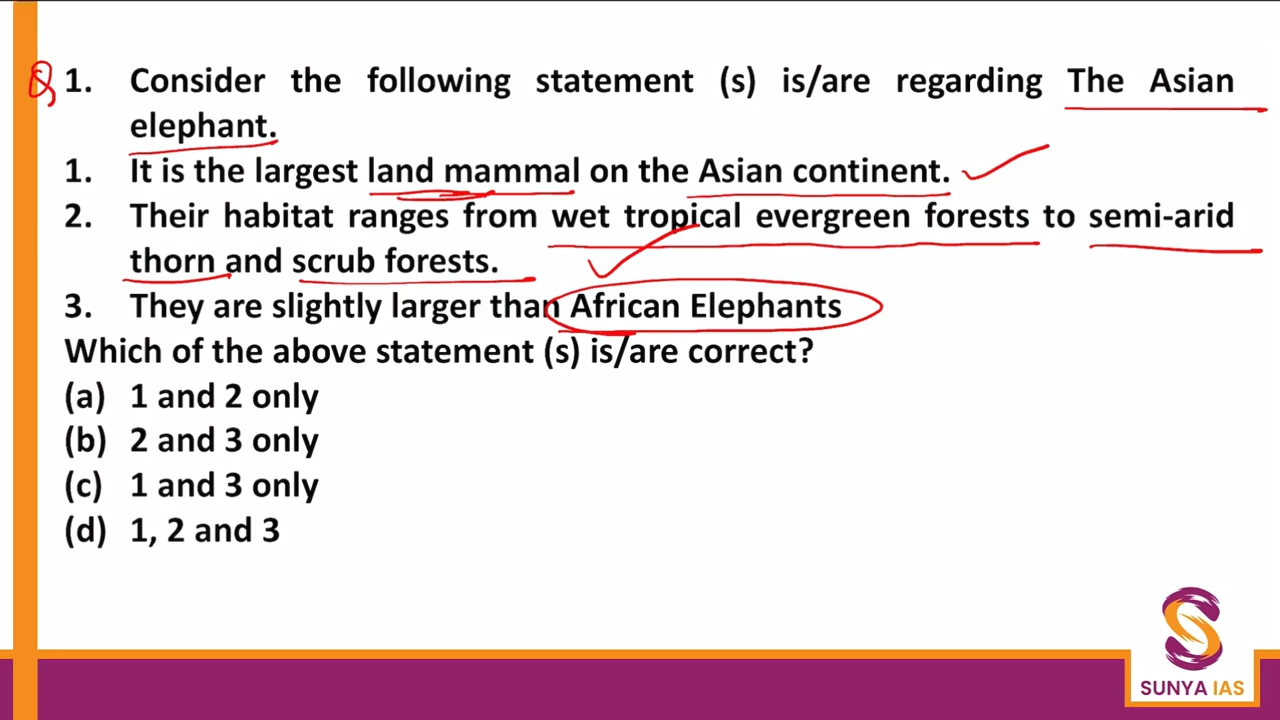 Q 1. Consider the following statement (s) is/are regarding The Asian
elephant.
1. It is the largest land mammal on the Asian continent.
2. Their habitat ranges from wet tropical evergreen forests to semi-arid
thorn and scrub forests.
3. They are slightly larger than African Elephants
Which of the above statement (s) is/are correct?
(a) 1 and 2 only
(b) 2 and 3 only
(c) 1 and 3 only
(d) 1, 2 and 3
SUNYA IAS